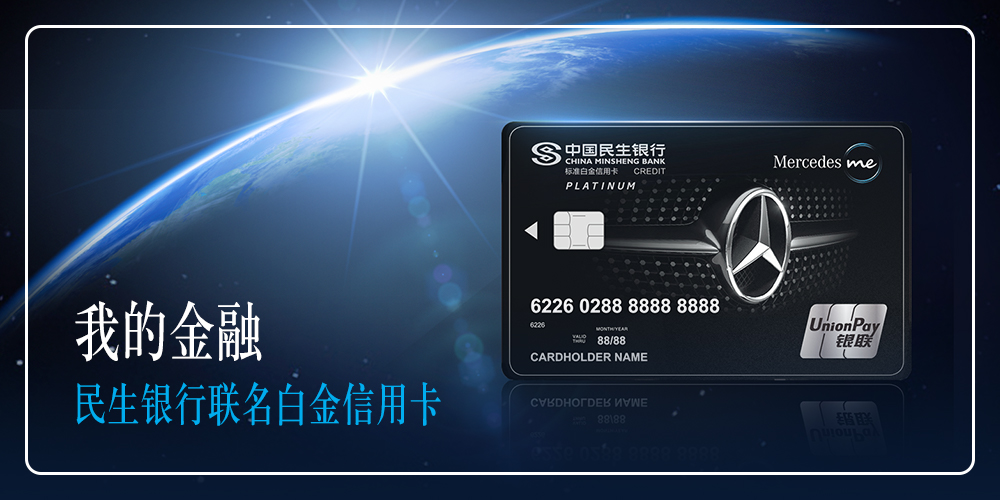 中国民生银行
CHINA MINSHENG BANK
标准白金信用卡 CREDIT
PLATINUM
Mercedes me
6226 0288 8888 8888
6226
MONTH/YEAR
VALID THRU 88/88
CARDHOLDER NAME
UnionPay
银联
我的金融
民生银行联名白金信用卡